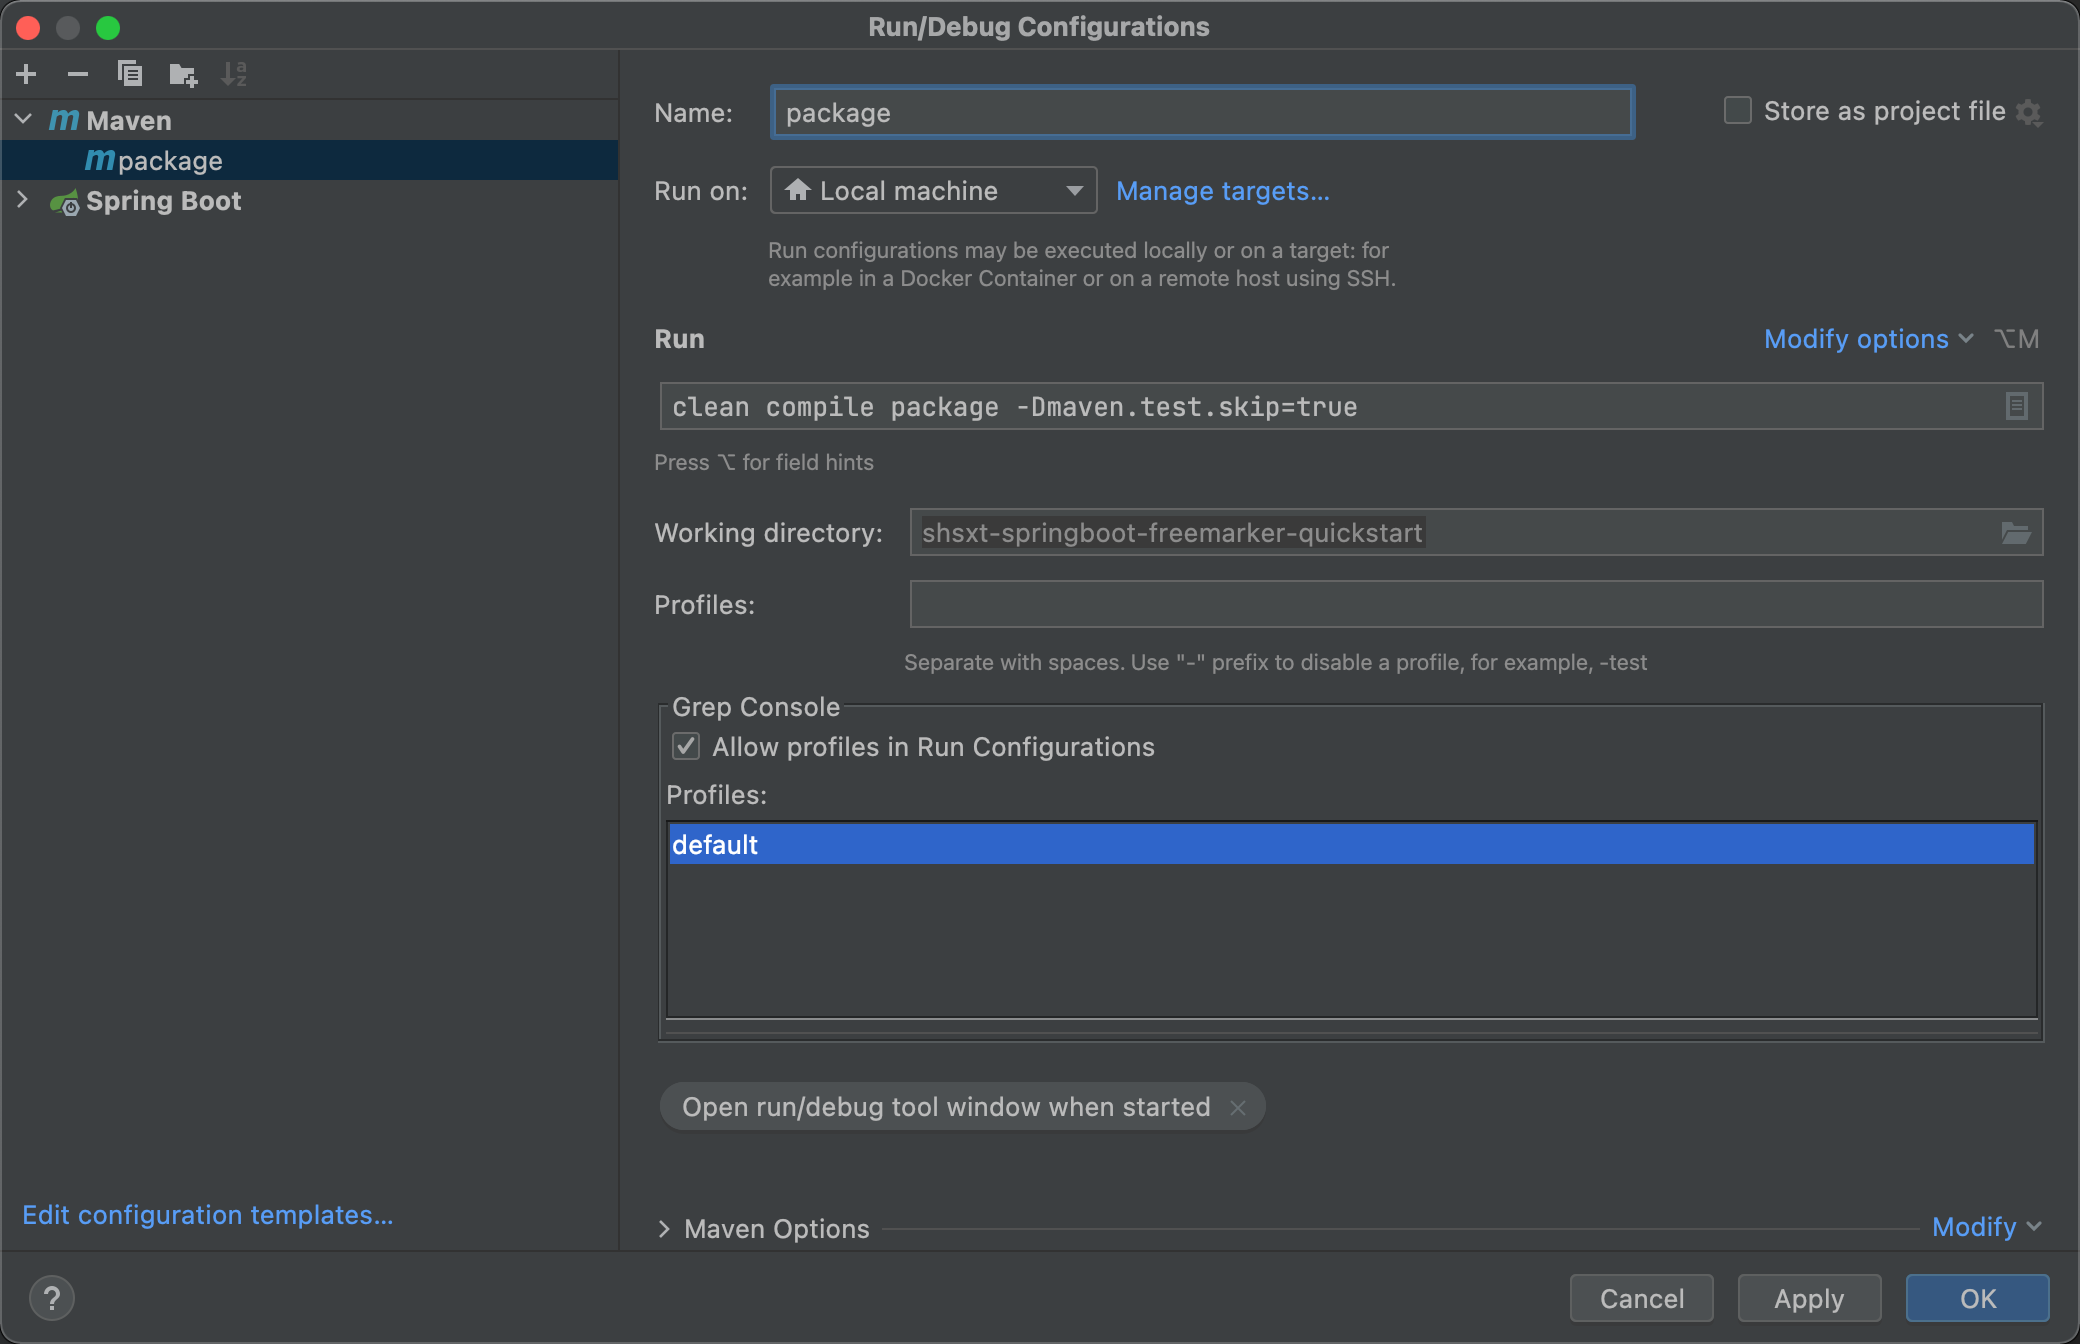 Run/Debug Configurations
Maven
package
Spring Boot
Edit configuration templates...
Name:
package
Store as project file
Run on:
Local machine
Manage targets...
Run configurations may be executed locally or on a target: for
example in a Docker Container or on a remote host using SSH.
Run
Modify options
⌥M
clean compile package -Dmaven.test.skip=true
Press ⌥ for field hints
Working directory:
shsxt-springboot-freemarker-quickstart
Profiles:
Separate with spaces. Use "-" prefix to disable a profile, for example, -test
Grep Console
Allow profiles in Run Configurations
Profiles:
default
Open run/debug tool window when started
Maven Options
Modify
?
Cancel
Apply
OK